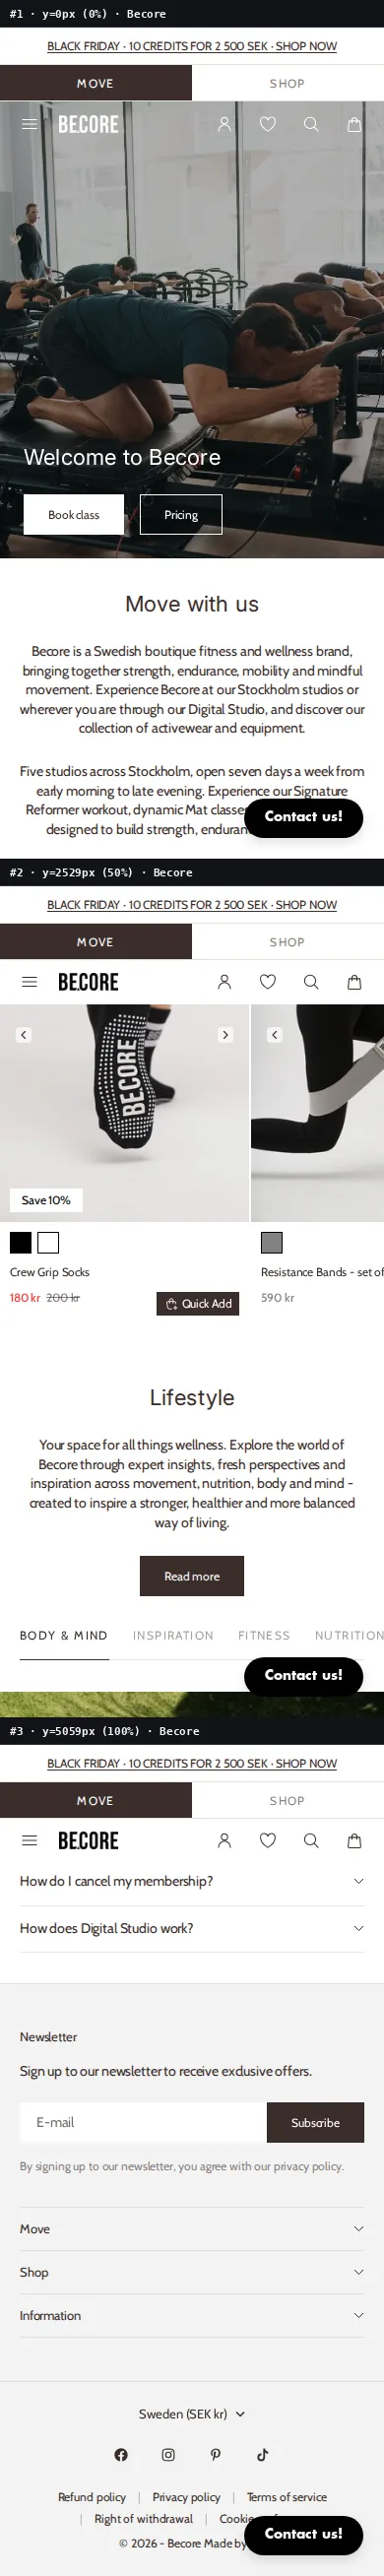 #1 · y=0px (0%) · Becore
BLACK FRIDAY · 10 CREDITS FOR 2 500 SEK · SHOP NOW
MOVE SHOP
BE.CORE
Welcome to Becore
Book class Pricing
Move with us
Becore is a Swedish boutique fitness and wellness brand,
bringing together strength, endurance, mobility and mindful
movement. Experience Becore at our Stockholm studios or
wherever you are through our Digital Studio, and discover our
collection of activewear and equipment.
Five studios across Stockholm, open seven days a week from
early morning to late evening. Experience our Signature
Reformer workout, dynamic Mat classes
designed to build strength,
Contact us!
#2 · y=2529px (50%) · Becore
BLACK FRIDAY · 10 CREDITS FOR 2 500 SEK · SHOP NOW
MOVE SHOP
BE.CORE
BECORE
Save 10%
Crew Grip Socks
180 kr 200 kr
Quick Add
Resistance Bands - set of
590 kr
Lifestyle
Your space for all things wellness. Explore the world of
Becore through expert insights, fresh perspectives and
inspiration across movement, nutrition, body and mind -
created to inspire a stronger, healthier and more balanced
way of living.
Read more
BODY & MIND INSPIRATION FITNESS NUTRITION
Contact us!
#3 · y=5059px (100%) · Becore
BLACK FRIDAY · 10 CREDITS FOR 2 500 SEK · SHOP NOW
MOVE SHOP
BE.CORE
How do I cancel my membership?
How does Digital Studio work?
Newsletter
Sign up to our newsletter to receive exclusive offers.
E-mail Subscribe
By signing up to our newsletter, you agree with our privacy policy.
Move
Shop
Information
Sweden (SEK kr)
Refund policy | Privacy policy | Terms of service
| Right of withdrawal |
© 2026 - Becore Made by
Contact us!